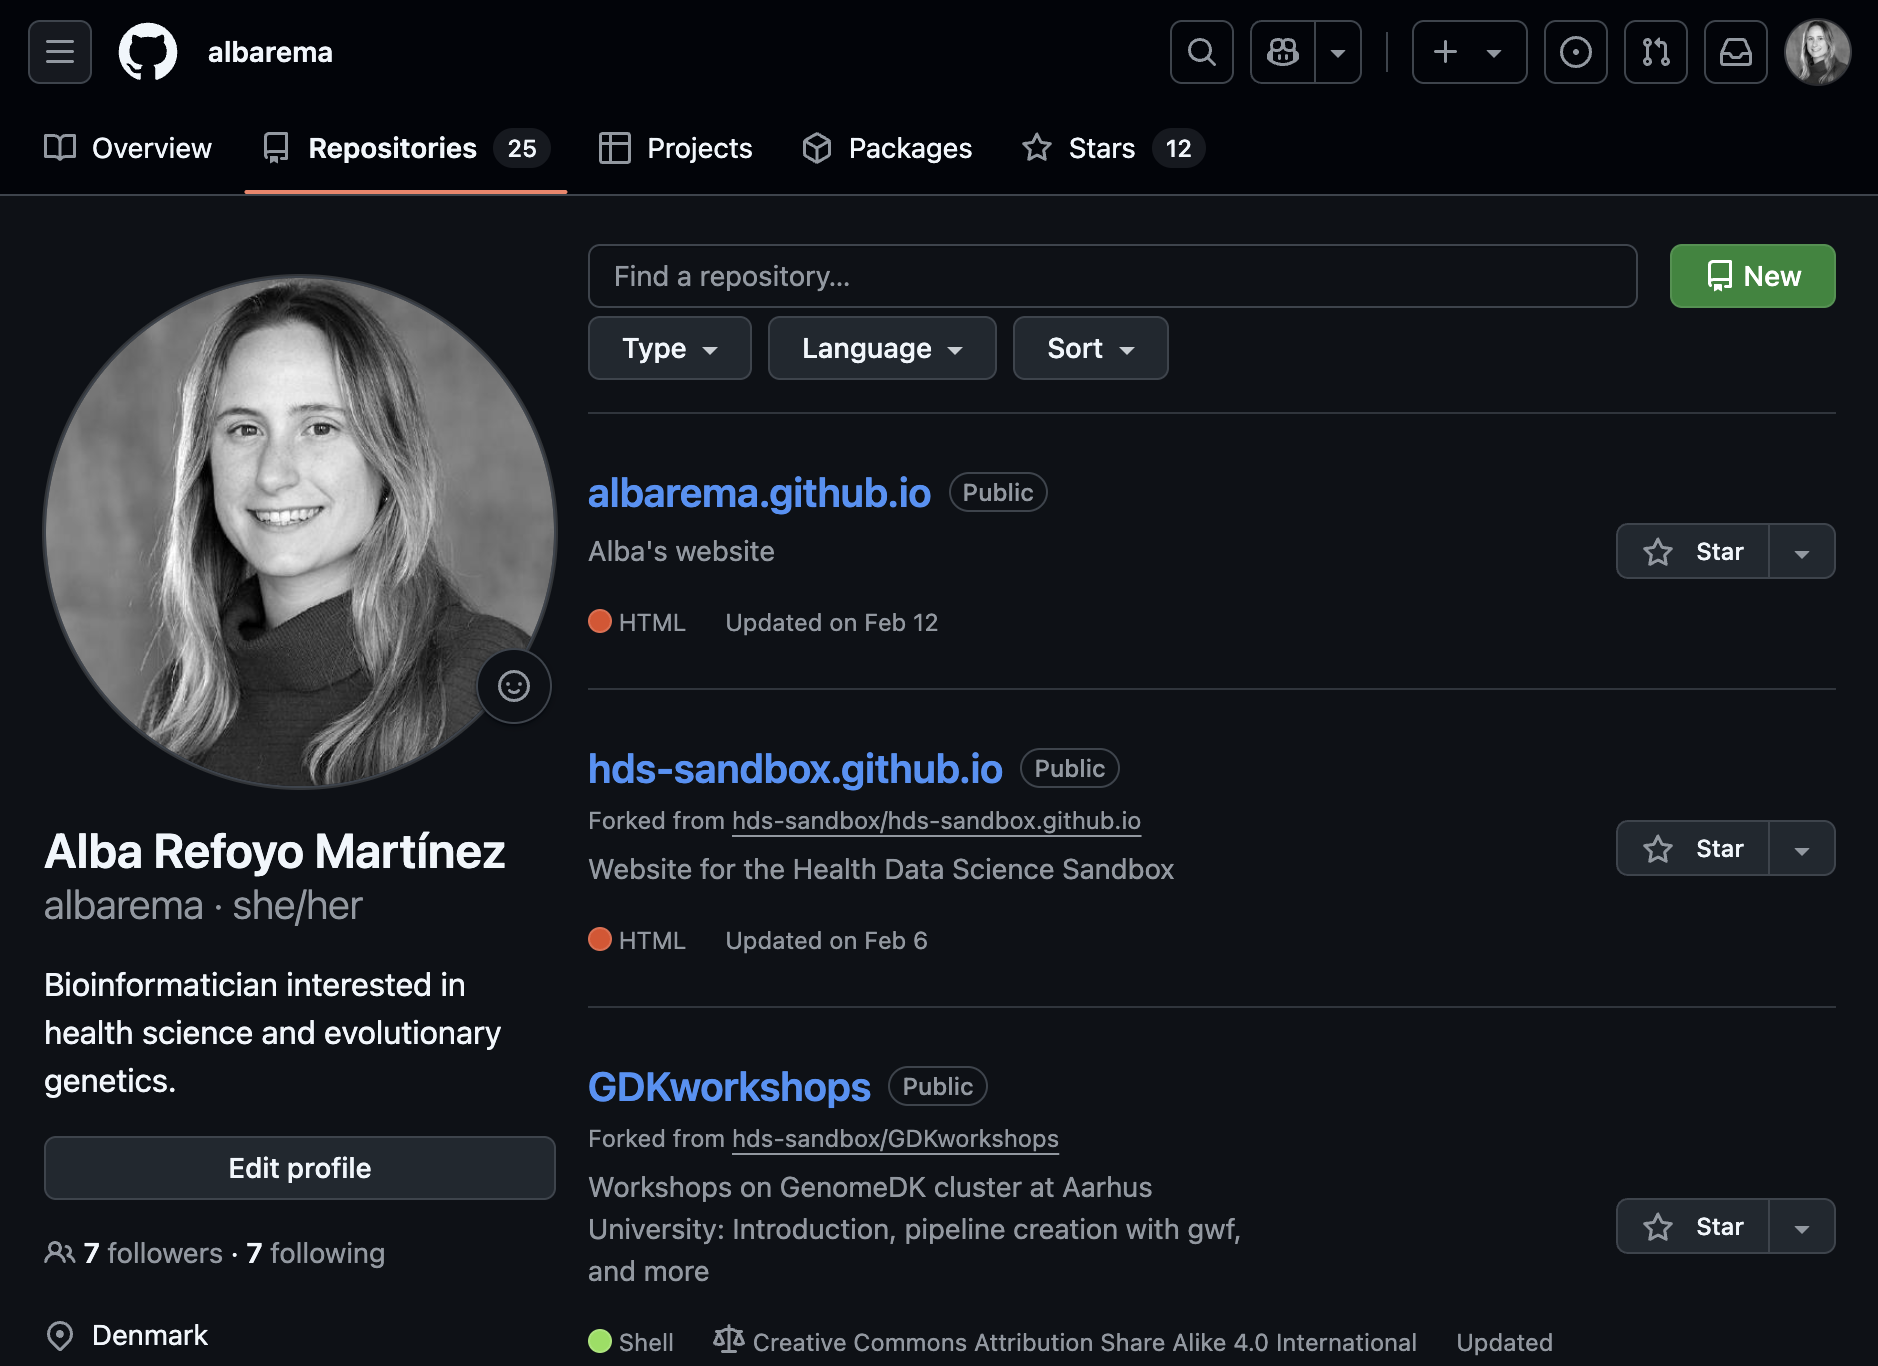 albarema
Overview
Repositories 25
Projects
Packages
Stars 12
Find a repository...
New
Type
Language
Sort
albarema.github.io Public
Alba's website
Star
HTML Updated on Feb 12
hds-sandbox.github.io Public
Forked from hds-sandbox/hds-sandbox.github.io
Website for the Health Data Science Sandbox
Star
HTML Updated on Feb 6
GDKworkshops Public
Forked from hds-sandbox/GDKworkshops
Workshops on GenomeDK cluster at Aarhus
University: Introduction, pipeline creation with gwf,
and more
Star
Shell Creative Commons Attribution Share Alike 4.0 International Updated
Alba Refoyo Martínez
albarema · she/her
Bioinformatician interested in
health science and evolutionary
genetics.
Edit profile
7 followers · 7 following
Denmark